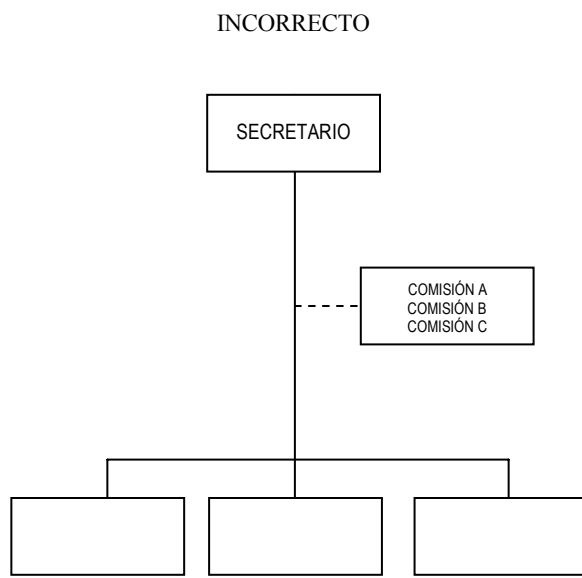 INCORRECTO
SECRETARIO
COMISIÓN A
COMISIÓN B
COMISIÓN C